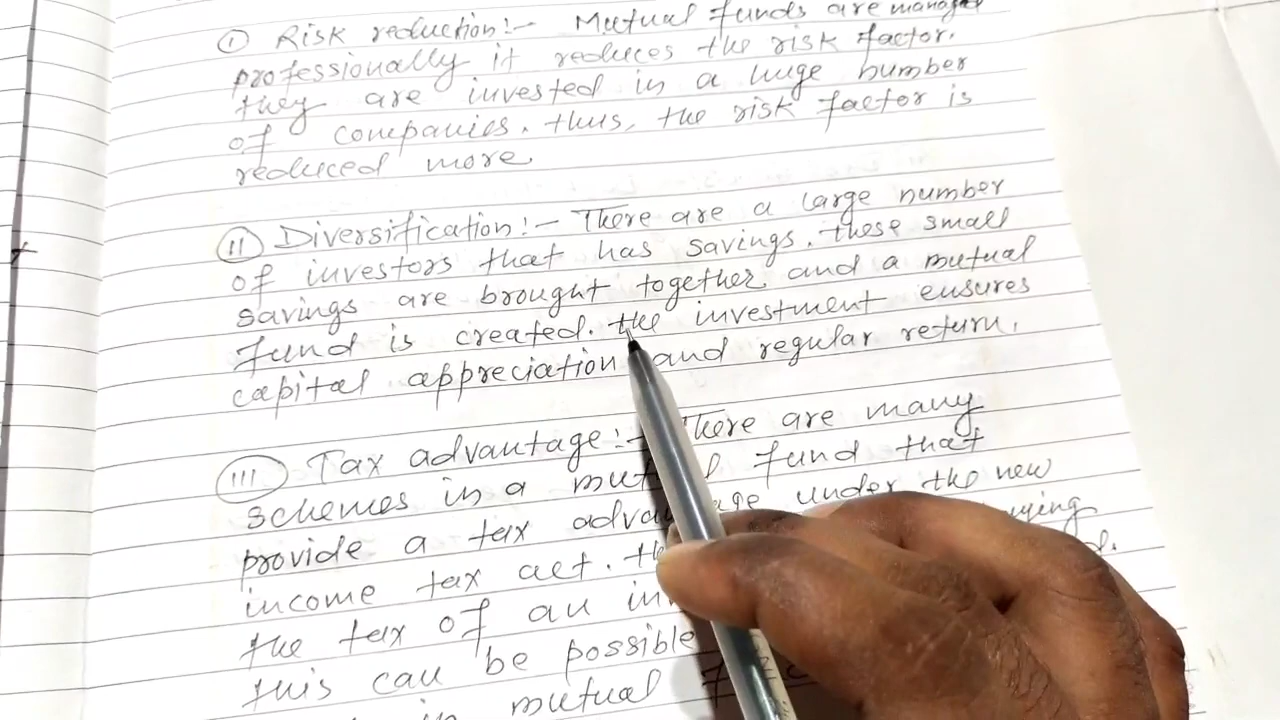 ① Risk reduction:- Mutual funds are
professionally it reduces the risk factor.
they are invested in a huge number
of companies. thus, the risk factor is
reduced more.
(II) Diversification:- There are a large number
of investors that has savings. these small
savings are brought together and a mutual
fund is created. the investment ensures
capital appreciation and regular return.
(III) Tax advantage:- There are many
schemes in a fund that
provide a tax under the new
income tax act.
the tax of an
this can be possible
in mutual